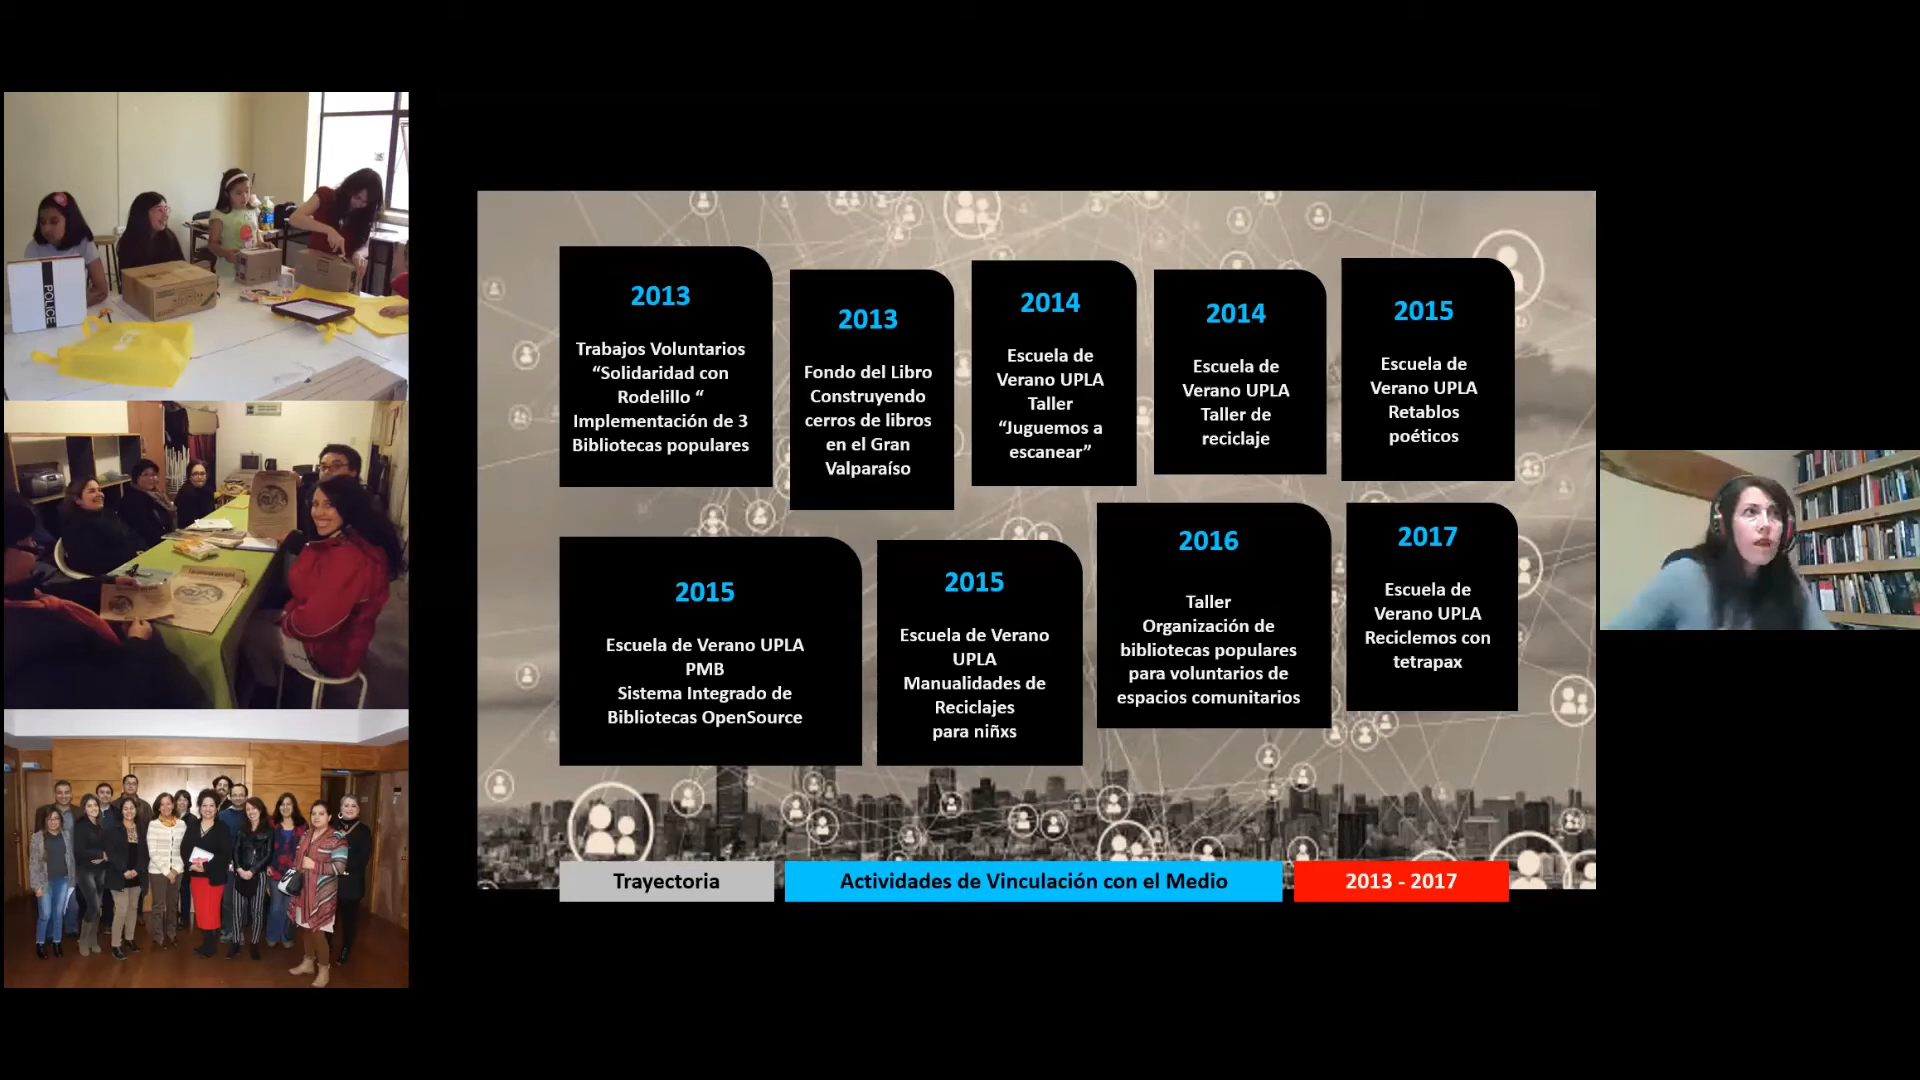 POLICE
2013
Trabajos Voluntarios
“Solidaridad con
Rodelillo “
Implementación de 3
Bibliotecas populares
2013
Fondo del Libro
Construyendo
cerros de libros
en el Gran
Valparaíso
2014
Escuela de
Verano UPLA
Taller
“Juguemos a
escanear”
2014
Escuela de
Verano UPLA
Taller de
reciclaje
2015
Escuela de
Verano UPLA
Retablos
poéticos
2015
Escuela de Verano UPLA
PMB
Sistema Integrado de
Bibliotecas OpenSource
2015
Escuela de Verano
UPLA
Manualidades de
Reciclajes
para niñxs
2016
Taller
Organización de
bibliotecas populares
para voluntarios de
espacios comunitarios
2017
Escuela de
Verano UPLA
Reciclemos con
tetrapax
Trayectoria
Actividades de Vinculación con el Medio
2013 - 2017